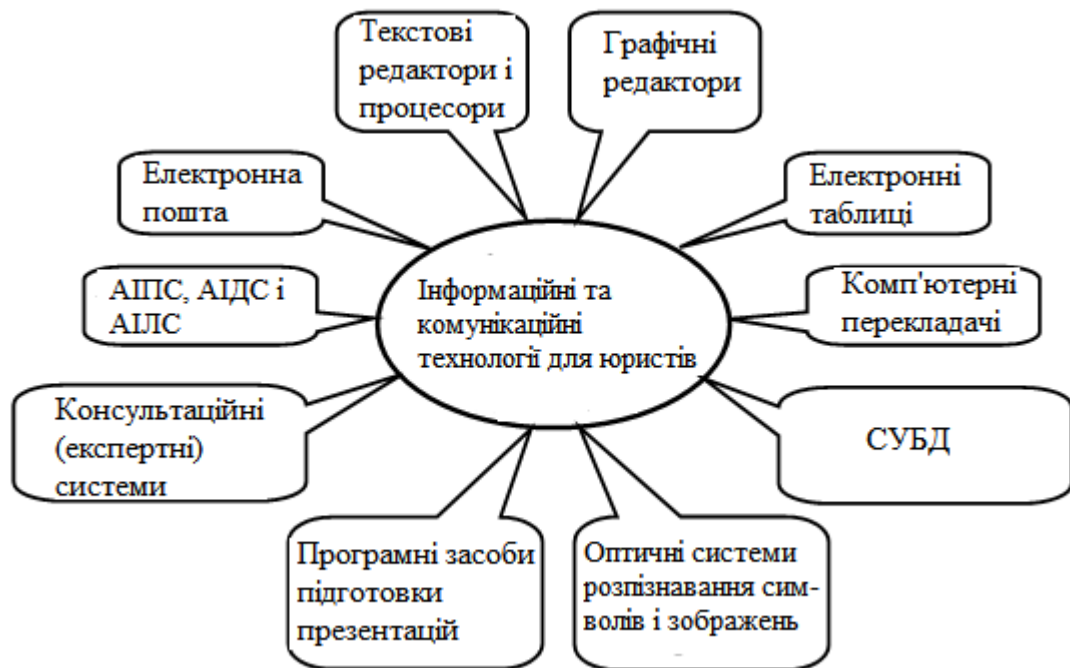 Текстові
редактори і
процесори
Графічні
редактори
Електронна
пошта
Електронні
таблиці
АІПС, АІДС і
АІЛС
Інформаційні та
комунікаційні
технології для юристів
Комп'ютерні
перекладачі
Консультаційні
(експертні)
системи
СУБД
Програмні засоби
підготовки
презентацій
Оптичні системи
розпізнавання сим-
волів і зображень